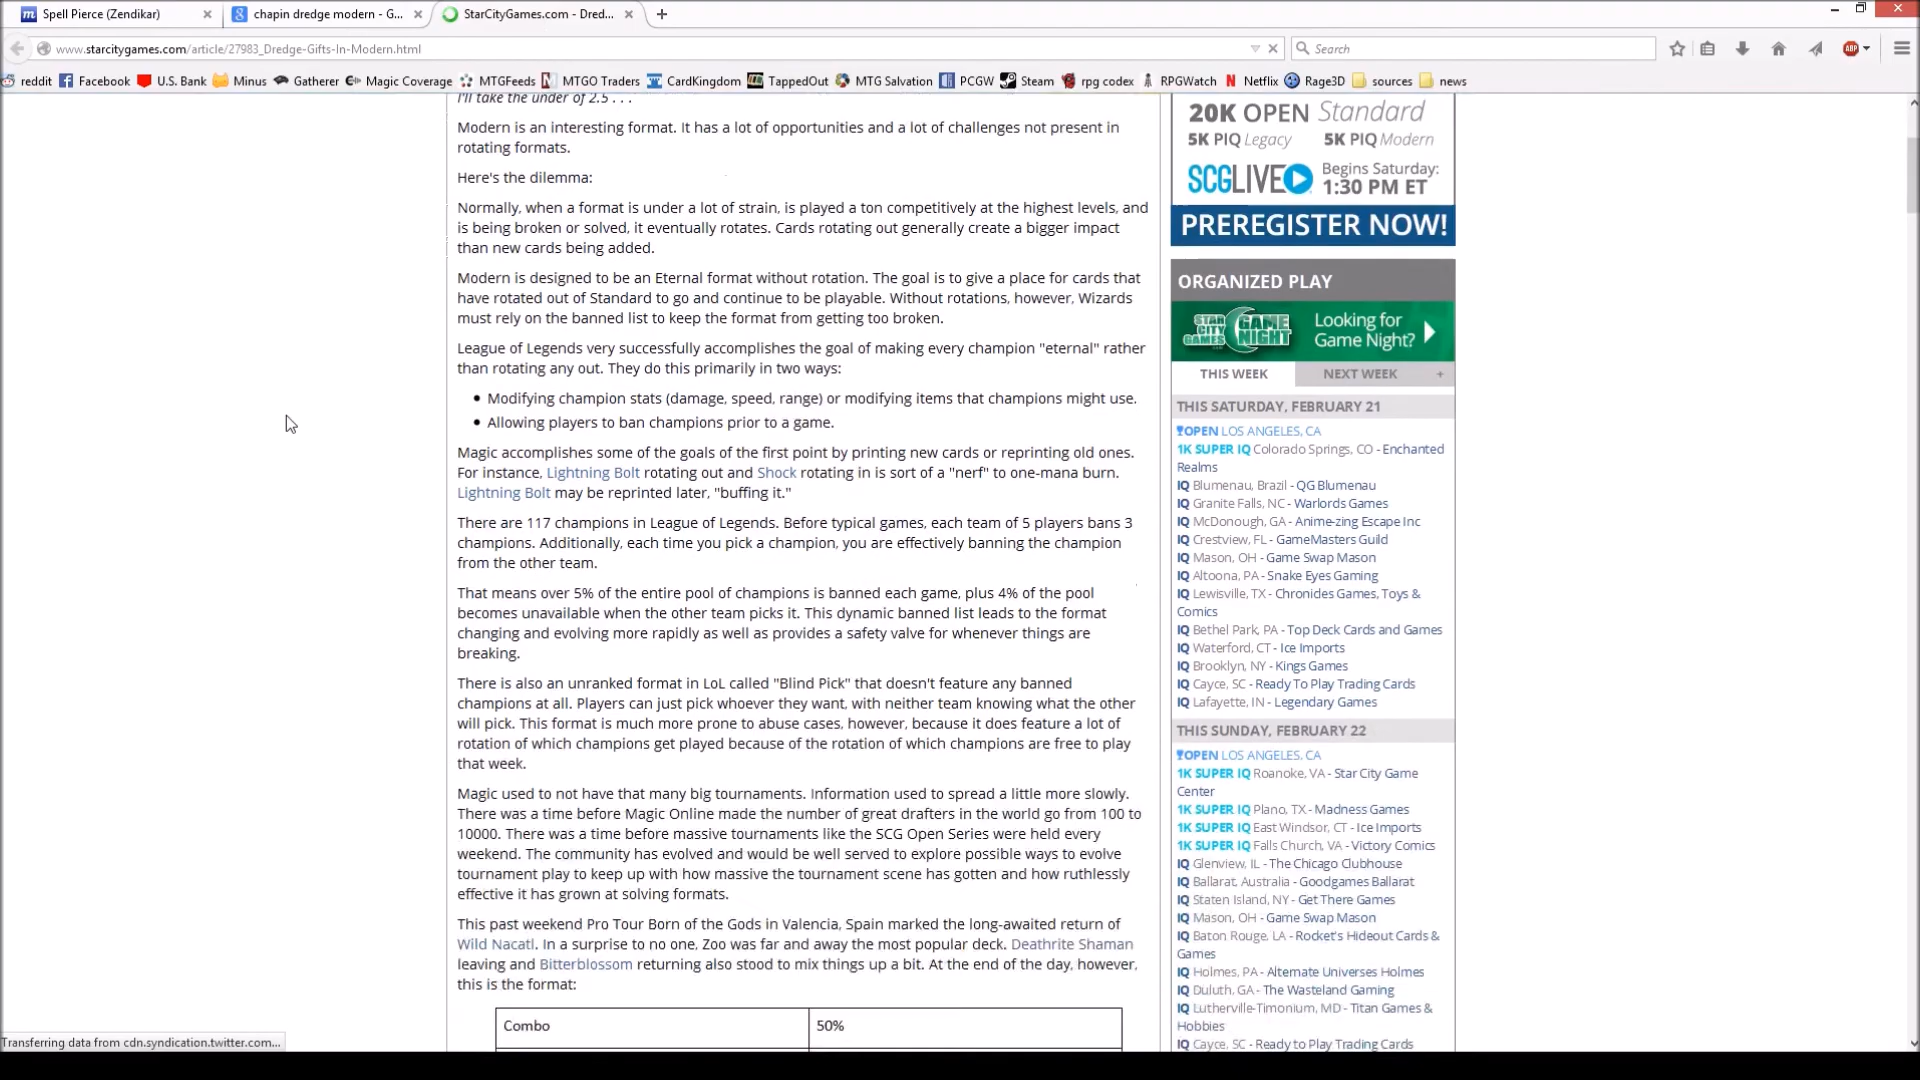 Spell Pierce (Zendikar)
chapin dredge modern - G...
StarCityGames.com - Dred...
www.starcitygames.com/article/27983_Dredge-Gifts-In-Modern.html
Search
ABP
reddit
Facebook
U.S. Bank
Minus
Gatherer
Magic Coverage
MTGFeeds
MTGO Traders
CardKingdom
TappedOut
MTG Salvation
PCGW
Steam
rpg codex
RPGWatch
Netflix
Rage3D
sources
news
I'll take the under of 2.5 . . .
Modern is an interesting format. It has a lot of opportunities and a lot of challenges not present in
rotating formats.
Here's the dilemma:
Normally, when a format is under a lot of strain, is played a ton competitively at the highest levels, and
is being broken or solved, it eventually rotates. Cards rotating out generally create a bigger impact
than new cards being added.
Modern is designed to be an Eternal format without rotation. The goal is to give a place for cards that
have rotated out of Standard to go and continue to be playable. Without rotations, however, Wizards
must rely on the banned list to keep the format from getting too broken.
League of Legends very successfully accomplishes the goal of making every champion "eternal" rather
than rotating any out. They do this primarily in two ways:
• Modifying champion stats (damage, speed, range) or modifying items that champions might use.
• Allowing players to ban champions prior to a game.
Magic accomplishes some of the goals of the first point by printing new cards or reprinting old ones.
For instance, Lightning Bolt rotating out and Shock rotating in is sort of a "nerf" to one-mana burn.
Lightning Bolt may be reprinted later, "buffing it."
There are 117 champions in League of Legends. Before typical games, each team of 5 players bans 3
champions. Additionally, each time you pick a champion, you are effectively banning the champion
from the other team.
That means over 5% of the entire pool of champions is banned each game, plus 4% of the pool
becomes unavailable when the other team picks it. This dynamic banned list leads to the format
changing and evolving more rapidly as well as provides a safety valve for whenever things are
breaking.
There is also an unranked format in LoL called "Blind Pick" that doesn't feature any banned
champions at all. Players can just pick whoever they want, with neither team knowing what the other
will pick. This format is much more prone to abuse cases, however, because it does feature a lot of
rotation of which champions get played because of the rotation of which champions are free to play
that week.
Magic used to not have that many big tournaments. Information used to spread a little more slowly.
There was a time before Magic Online made the number of great drafters in the world go from 100 to
10000. There was a time before massive tournaments like the SCG Open Series were held every
weekend. The community has evolved and would be well served to explore possible ways to evolve
tournament play to keep up with how massive the tournament scene has gotten and how ruthlessly
effective it has grown at solving formats.
This past weekend Pro Tour Born of the Gods in Valencia, Spain marked the long-awaited return of
Wild Nacatl. In a surprise to no one, Zoo was far and away the most popular deck. Deathrite Shaman
leaving and Bitterblossom returning also stood to mix things up a bit. At the end of the day, however,
this is the format:
Combo 50%
20K OPEN Standard
5K PIQ Legacy 5K PIQ Modern
SCGLIVE Begins Saturday:
1:30 PM ET
PREREGISTER NOW!
ORGANIZED PLAY
STAR CITY GAMES GAME NIGHT
Looking for
Game Night?
THIS WEEK NEXT WEEK +
THIS SATURDAY, FEBRUARY 21
OPEN LOS ANGELES, CA
1K SUPER IQ Colorado Springs, CO - Enchanted
Realms
IQ Blumenau, Brazil - QG Blumenau
IQ Granite Falls, NC - Warlords Games
IQ McDonough, GA - Anime-zing Escape Inc
IQ Crestview, FL - GameMasters Guild
IQ Mason, OH - Game Swap Mason
IQ Altoona, PA - Snake Eyes Gaming
IQ Lewisville, TX - Chronicles Games, Toys &
Comics
IQ Bethel Park, PA - Top Deck Cards and Games
IQ Waterford, CT - Ice Imports
IQ Brooklyn, NY - Kings Games
IQ Cayce, SC - Ready To Play Trading Cards
IQ Lafayette, IN - Legendary Games
THIS SUNDAY, FEBRUARY 22
OPEN LOS ANGELES, CA
1K SUPER IQ Roanoke, VA - Star City Game
Center
1K SUPER IQ Plano, TX - Madness Games
1K SUPER IQ East Windsor, CT - Ice Imports
1K SUPER IQ Falls Church, VA - Victory Comics
IQ Glenview, IL - The Chicago Clubhouse
IQ Ballarat, Australia - Goodgames Ballarat
IQ Staten Island, NY - Get There Games
IQ Mason, OH - Game Swap Mason
IQ Baton Rouge, LA - Rocket's Hideout Cards &
Games
IQ Holmes, PA - Alternate Universes Holmes
IQ Duluth, GA - The Wasteland Gaming
IQ Lutherville-Timonium, MD - Titan Games &
Hobbies
IQ Cayce, SC - Ready to Play Trading Cards
Transferring data from cdn.syndication.twitter.com...